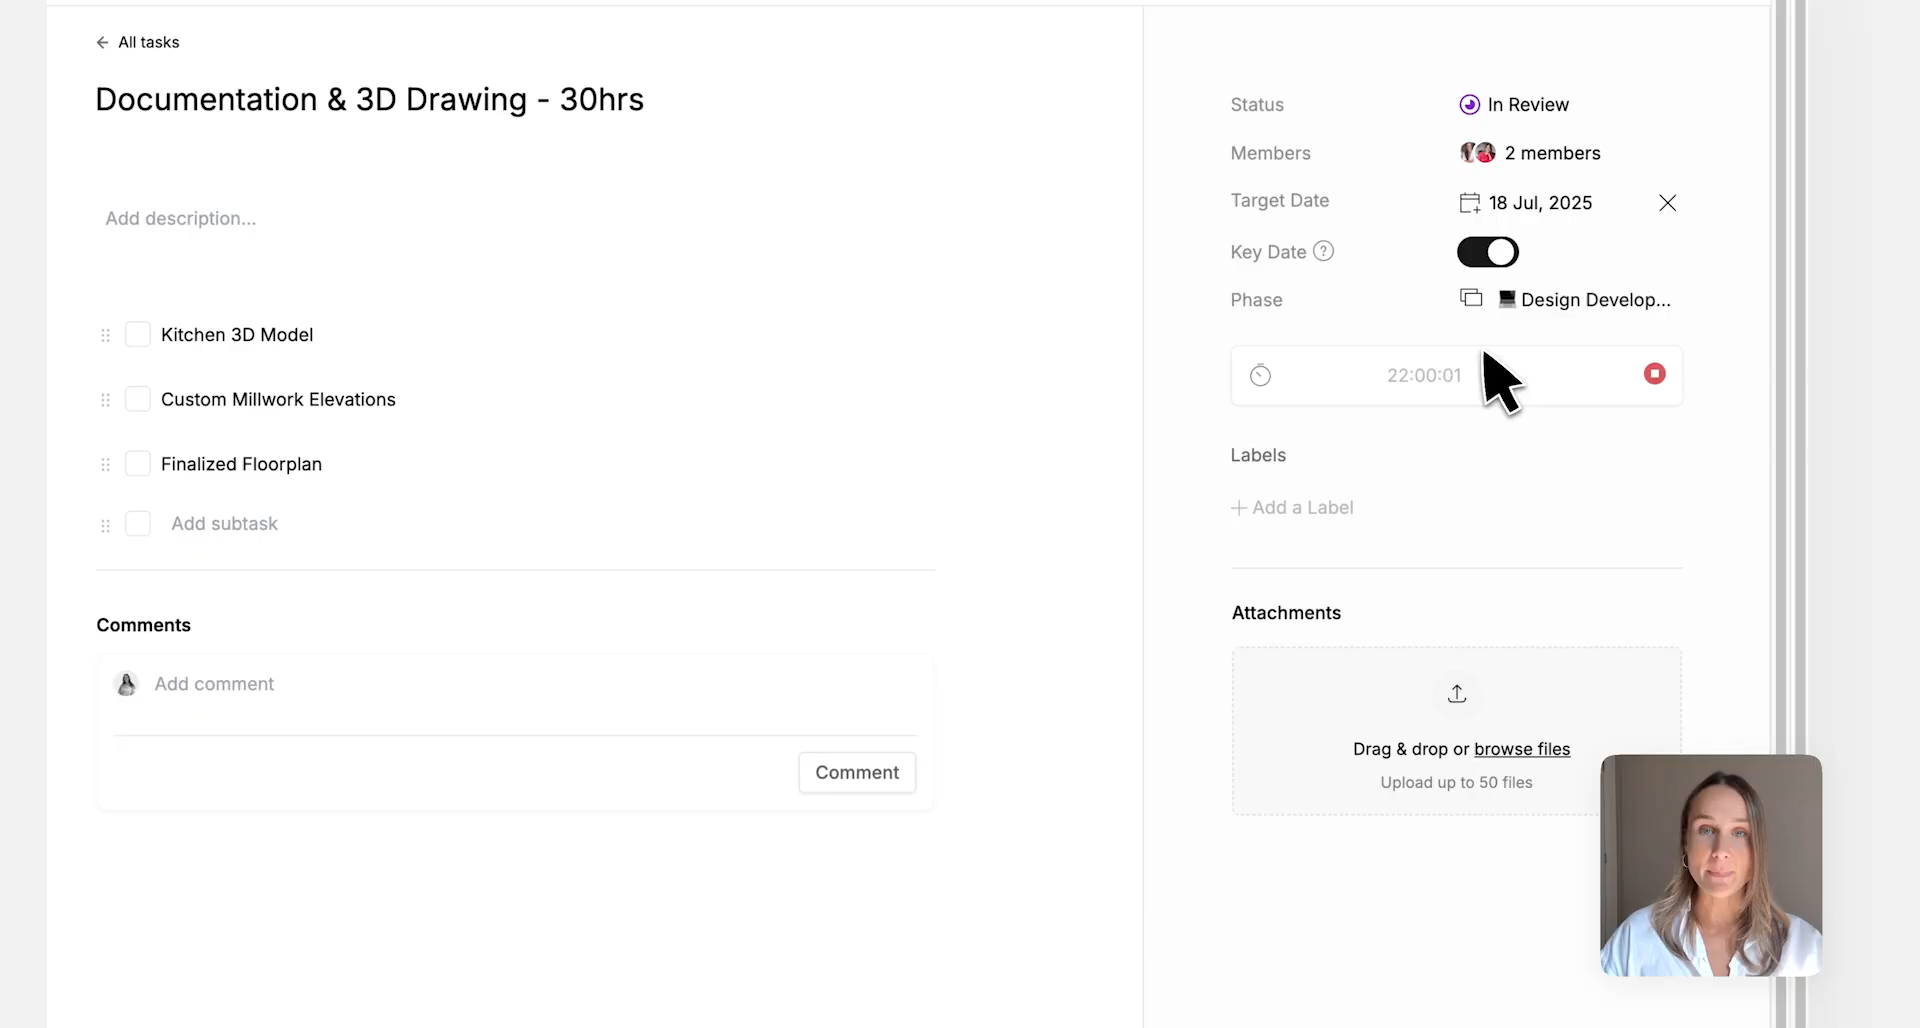 All tasks
Documentation & 3D Drawing - 30hrs
Add description...
Kitchen 3D Model
Custom Millwork Elevations
Finalized Floorplan
Add subtask
Comments
Add comment
Comment
Status In Review
Members 2 members
Target Date 18 Jul, 2025
Key Date ?
Phase Design Develop...
22:00:01
Labels
+ Add a Label
Attachments
Drag & drop or browse files
Upload up to 50 files